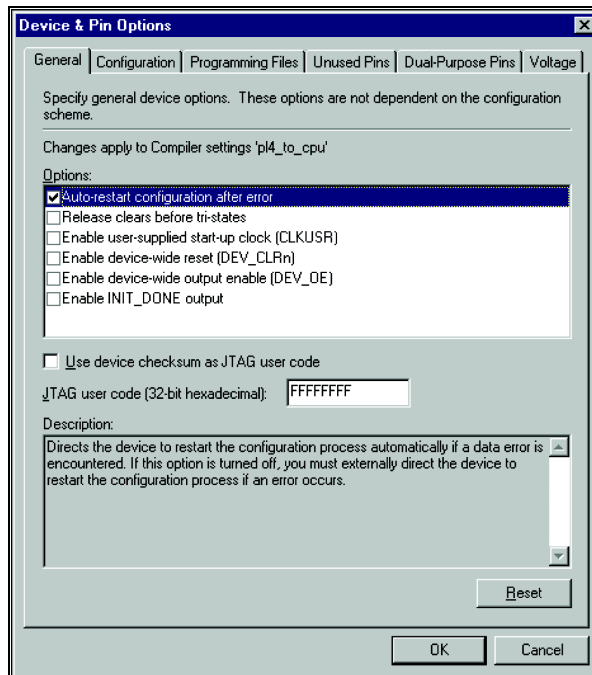 Device & Pin Options
General Configuration Programming Files Unused Pins Dual-Purpose Pins Voltage
Specify general device options. These options are not dependent on the configuration
scheme.
Changes apply to Compiler settings 'pl4_to_cpu'
Options:
Auto-restart configuration after error
Release clears before tri-states
Enable user-supplied start-up clock (CLKUSR)
Enable device-wide reset (DEV_CLRn)
Enable device-wide output enable (DEV_OE)
Enable INIT_DONE output
Use device checksum as JTAG user code
JTAG user code (32-bit hexadecimal): FFFFFFFF
Description:
Directs the device to restart the configuration process automatically if a data error is
encountered. If this option is turned off, you must externally direct the device to
restart the configuration process if an error occurs.
Reset
OK Cancel